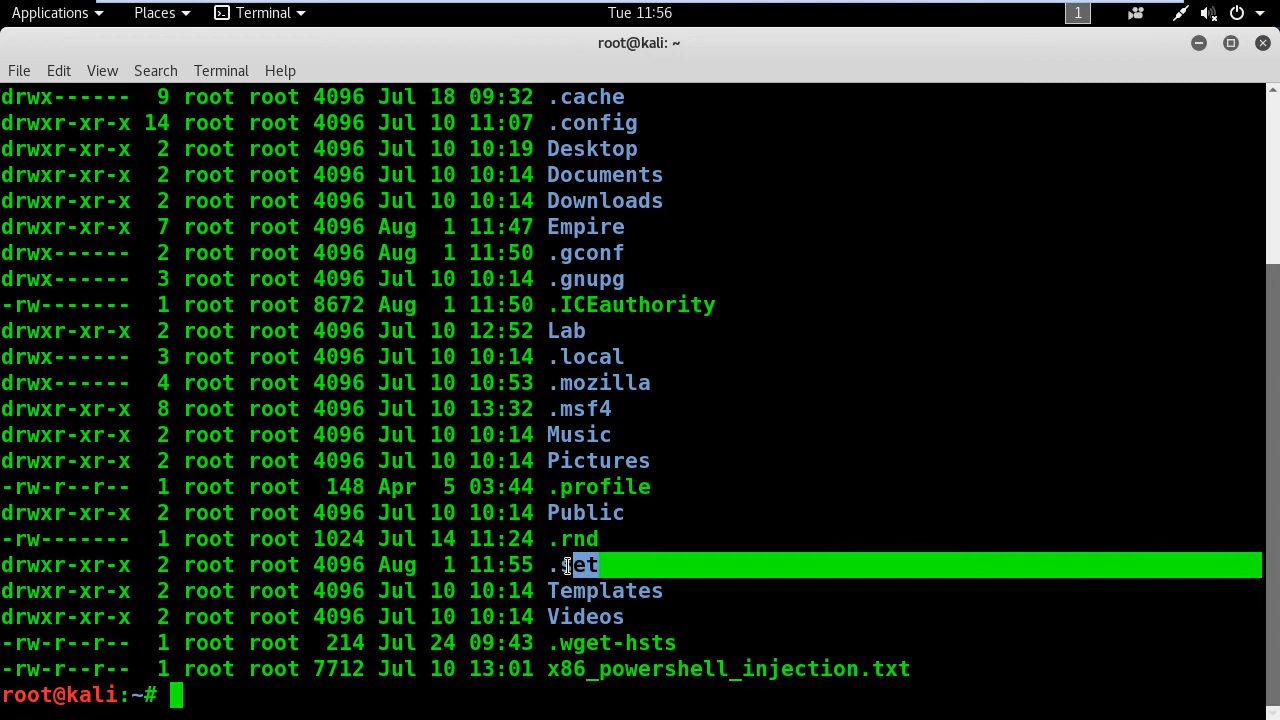 Applications Places Terminal Tue 11:56 1
root@kali: ~
File Edit View Search Terminal Help
drwx------ 9 root root 4096 Jul 18 09:32 .cache
drwxr-xr-x 14 root root 4096 Jul 10 11:07 .config
drwxr-xr-x 2 root root 4096 Jul 10 10:19 Desktop
drwxr-xr-x 2 root root 4096 Jul 10 10:14 Documents
drwxr-xr-x 2 root root 4096 Jul 10 10:14 Downloads
drwxr-xr-x 7 root root 4096 Aug 1 11:47 Empire
drwx------ 2 root root 4096 Aug 1 11:50 .gconf
drwx------ 3 root root 4096 Jul 10 10:14 .gnupg
-rw------- 1 root root 8672 Aug 1 11:50 .ICEauthority
drwxr-xr-x 2 root root 4096 Jul 10 12:52 Lab
drwx------ 3 root root 4096 Jul 10 10:14 .local
drwx------ 4 root root 4096 Jul 10 10:53 .mozilla
drwxr-xr-x 8 root root 4096 Jul 10 13:32 .msf4
drwxr-xr-x 2 root root 4096 Jul 10 10:14 Music
drwxr-xr-x 2 root root 4096 Jul 10 10:14 Pictures
-rw-r--r-- 1 root root 148 Apr 5 03:44 .profile
drwxr-xr-x 2 root root 4096 Jul 10 10:14 Public
-rw------- 1 root root 1024 Jul 14 11:24 .rnd
drwxr-xr-x 2 root root 4096 Aug 1 11:55 .set
drwxr-xr-x 2 root root 4096 Jul 10 10:14 Templates
drwxr-xr-x 2 root root 4096 Jul 10 10:14 Videos
-rw-r--r-- 1 root root 214 Jul 24 09:43 .wget-hsts
-rw-r--r-- 1 root root 7712 Jul 10 13:01 x86_powershell_injection.txt
root@kali:~#